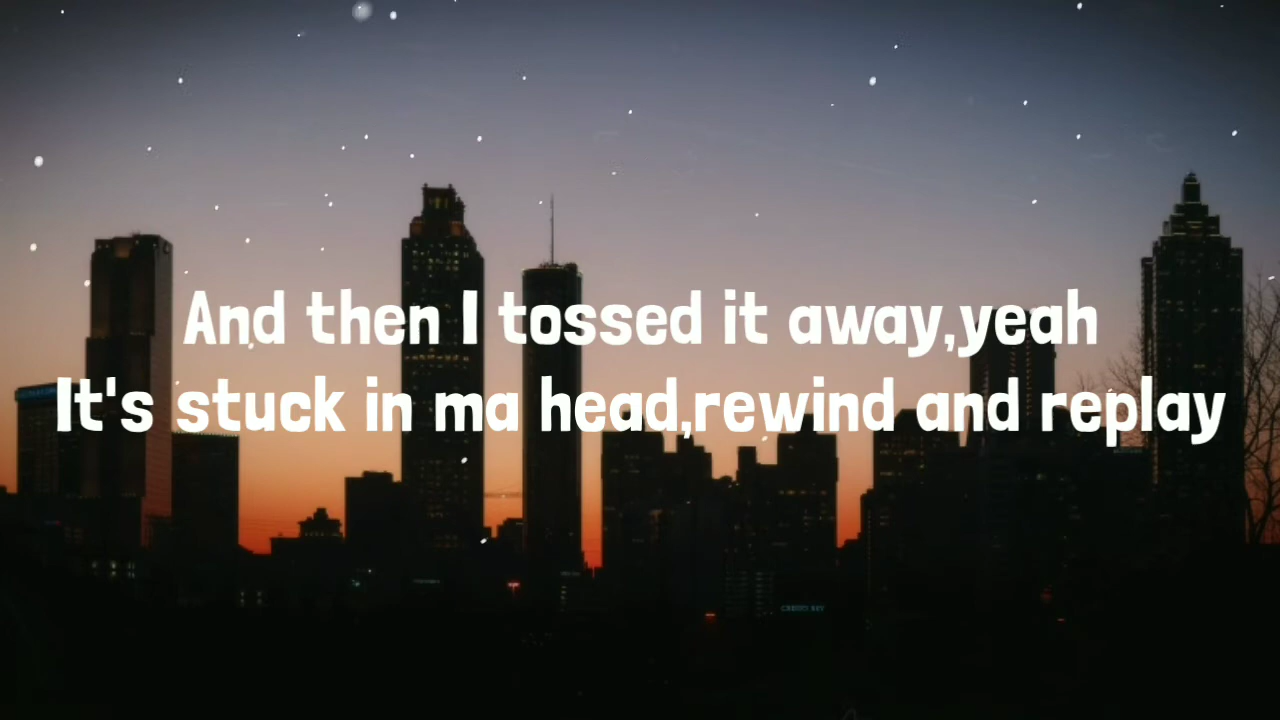 And then I tossed it away,yeah
It's stuck in ma head,rewind and replay